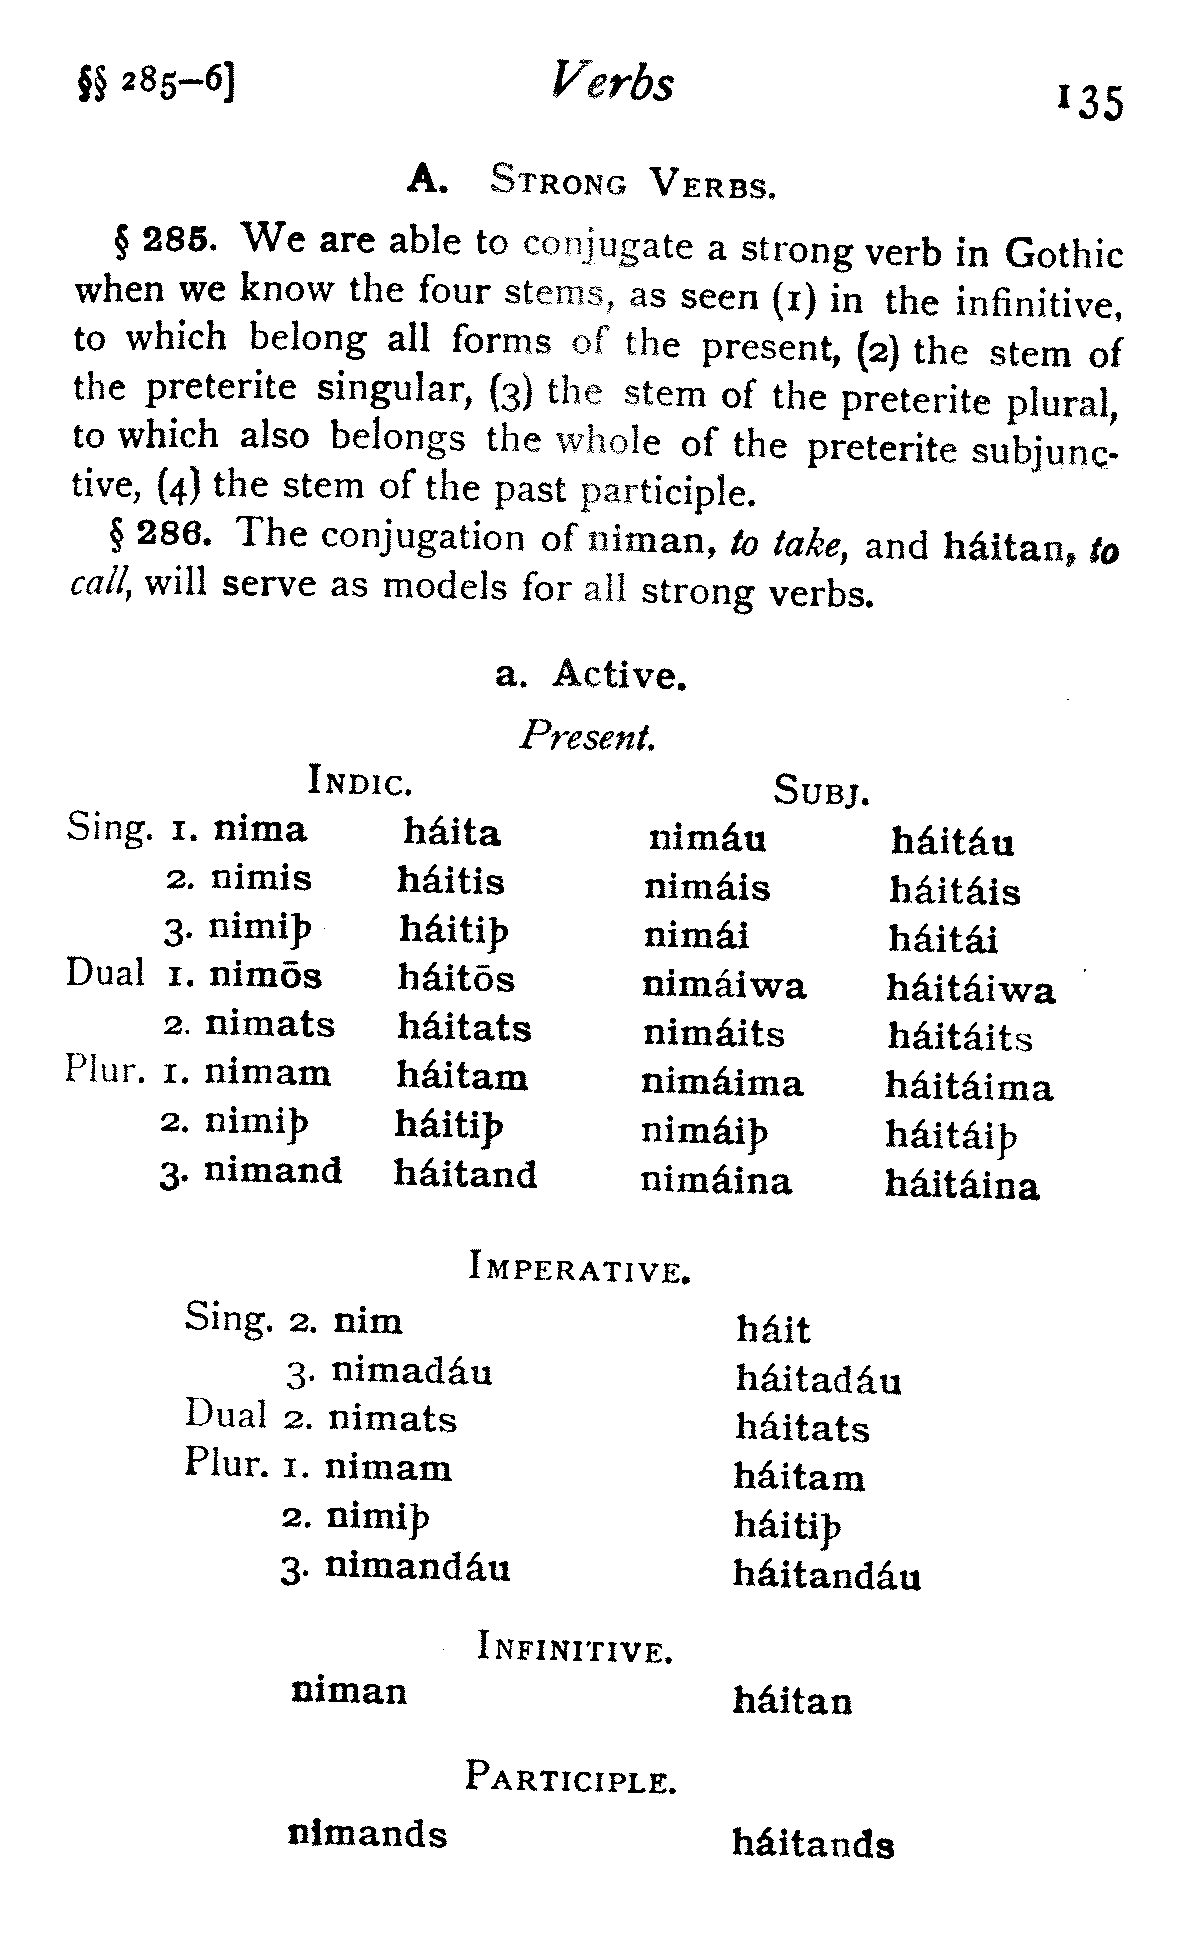 §§ 285–6] Verbs 135
A. Strong Verbs.
§ 285. We are able to conjugate a strong verb in Gothic
when we know the four stems, as seen (1) in the infinitive,
to which belong all forms of the present, (2) the stem of
the preterite singular, (3) the stem of the preterite plural,
to which also belongs the whole of the preterite subjunc-
tive, (4) the stem of the past participle.
§ 286. The conjugation of niman, to take, and háitan, to
call, will serve as models for all strong verbs.
a. Active.
Present.
Indic. Subj.
Sing. 1. nima háita nimáu háitáu
2. nimis háitis nimáis háitáis
3. nimiþ háitiþ nimái háitái
Dual 1. nimōs háitōs nimáiwa háitáiwa
2. nimats háitats nimáits háitáits
Plur. 1. nimam háitam nimáima háitáima
2. nimiþ háitiþ nimáiþ háitáiþ
3. nimand háitand nimáina háitáina
Imperative.
Sing. 2. nim háit
3. nimadáu háitadáu
Dual 2. nimats háitats
Plur. 1. nimam háitam
2. nimiþ háitiþ
3. nimandáu háitandáu
Infinitive.
niman háitan
Participle.
nimands háitands